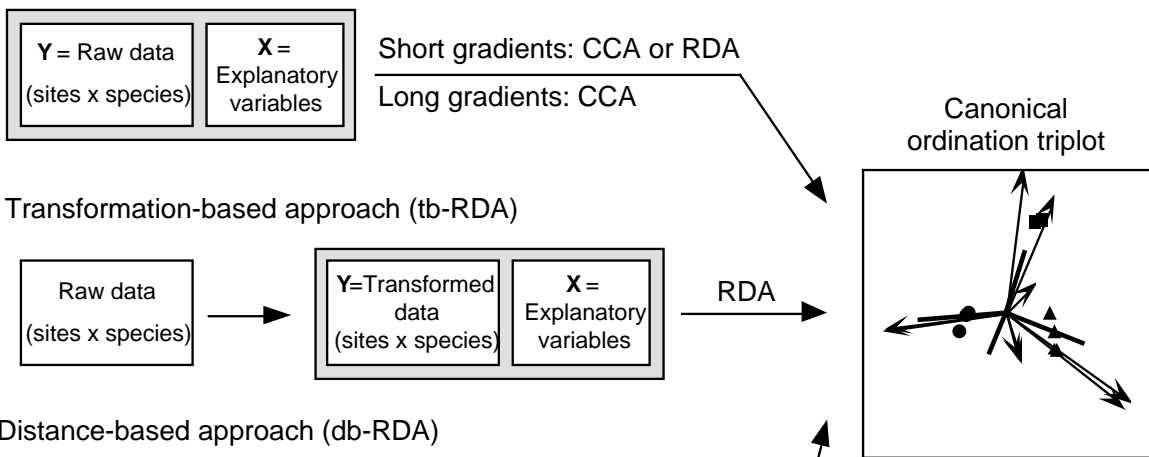 Y = Raw data
(sites x species)
X =
Explanatory
variables
Short gradients: CCA or RDA
Long gradients: CCA
Canonical
ordination triplot
Transformation-based approach (tb-RDA)
Raw data
(sites x species)
Y=Transformed
data
(sites x species)
X =
Explanatory
variables
RDA
Distance-based approach (db-RDA)